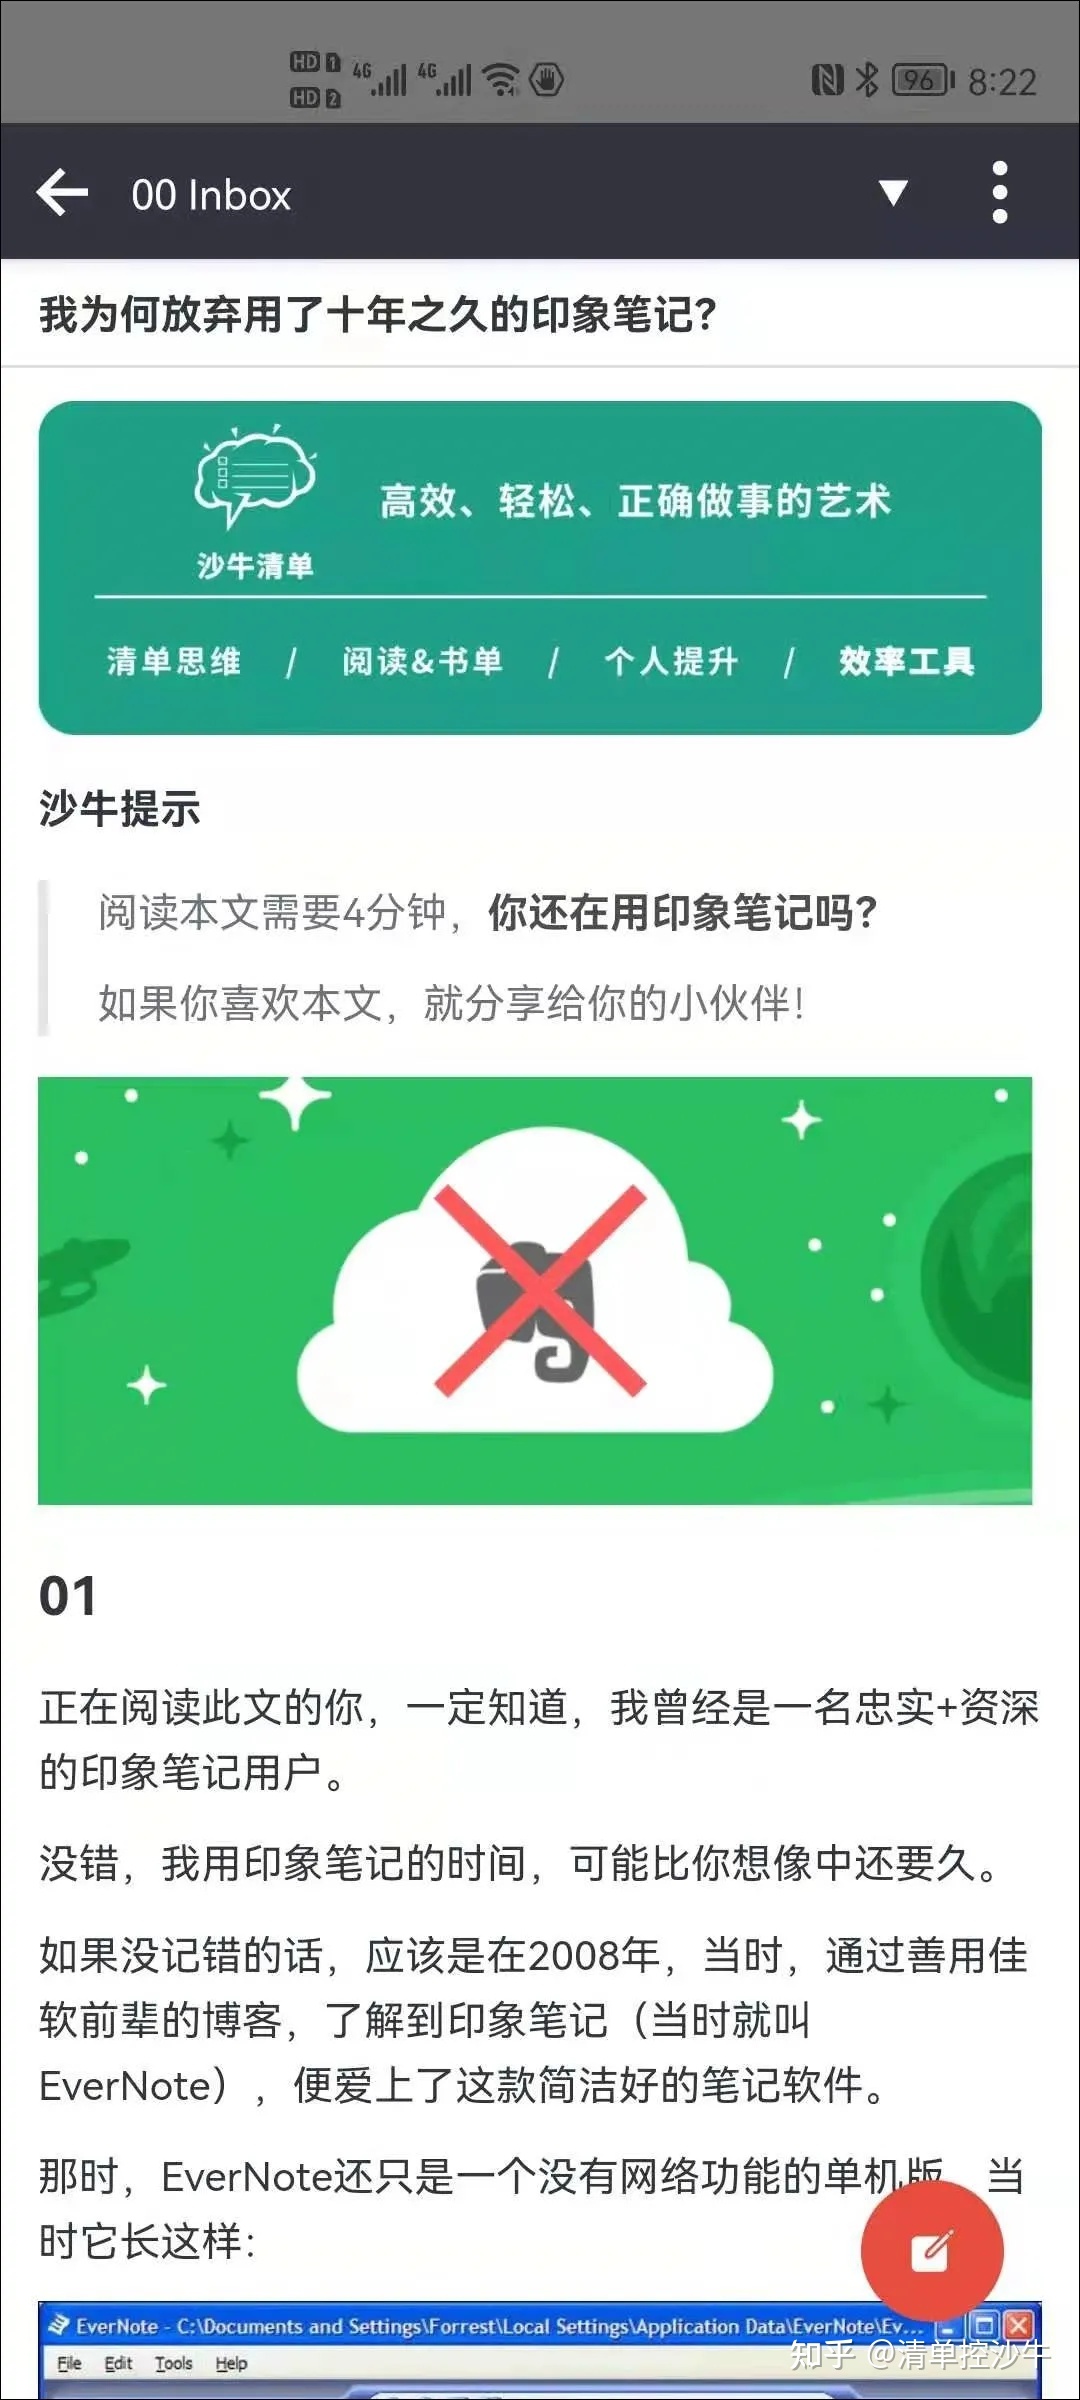 HD 1 4G 4G
HD 2
96 8:22
00 Inbox
我为何放弃用了十年之久的印象笔记?
高效、轻松、正确做事的艺术
沙牛清单
清单思维 / 阅读&书单 / 个人提升 / 效率工具
沙牛提示
阅读本文需要4分钟，你还在用印象笔记吗?
如果你喜欢本文，就分享给你的小伙伴!
01
正在阅读此文的你，一定知道，我曾经是一名忠实+资深
的印象笔记用户。
没错，我用印象笔记的时间，可能比你想像中还要久。
如果没记错的话，应该是在2008年，当时，通过善用佳
软前辈的博客，了解到印象笔记（当时就叫
EverNote），便爱上了这款简洁好的笔记软件。
那时，EverNote还只是一个没有网络功能的单机版，当
时它长这样:
EverNote - C:\Documents and Settings\Forrest\Local Settings\Application Data\EverNote\Ev...
File Edit Tools Help
知乎 @清单控沙牛